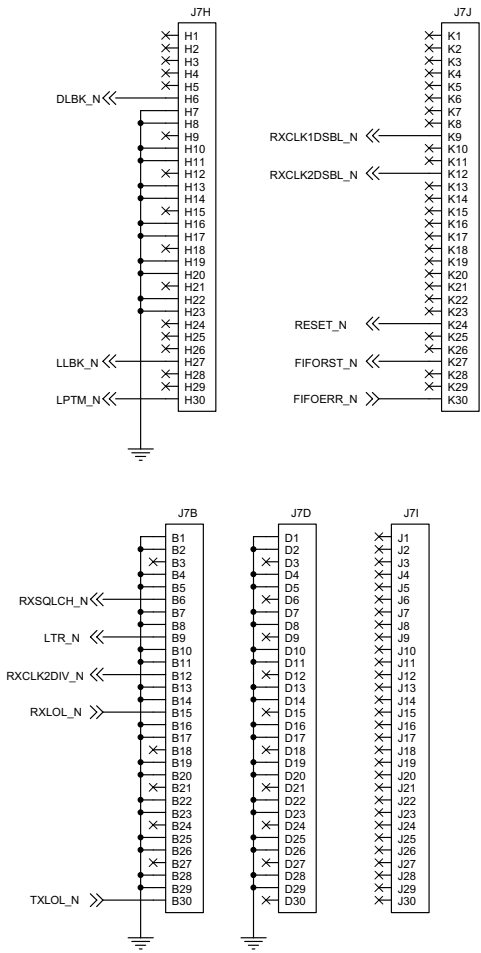 J7H
H1
H2
H3
H4
H5
DLBK_N H6
H7
H8
H9
H10
H11
H12
H13
H14
H15
H16
H17
H18
H19
H20
H21
H22
H23
H24
H25
H26
LLBK_N H27
H28
H29
LPTM_N H30
J7J
K1
K2
K3
K4
K5
K6
K7
K8
RXCLK1DSBL_N K9
K10
K11
RXCLK2DSBL_N K12
K13
K14
K15
K16
K17
K18
K19
K20
K21
K22
K23
RESET_N K24
K25
K26
FIFORST_N K27
K28
K29
FIFOERR_N K30
J7B
B1
B2
B3
B4
B5
RXSQLCH_N B6
B7
B8
LTR_N B9
B10
B11
RXCLK2DIV_N B12
B13
B14
RXLOL_N B15
B16
B17
B18
B19
B20
B21
B22
B23
B24
B25
B26
B27
B28
B29
TXLOL_N B30
J7D
D1
D2
D3
D4
D5
D6
D7
D8
D9
D10
D11
D12
D13
D14
D15
D16
D17
D18
D19
D20
D21
D22
D23
D24
D25
D26
D27
D28
D29
D30
J7I
J1
J2
J3
J4
J5
J6
J7
J8
J9
J10
J11
J12
J13
J14
J15
J16
J17
J18
J19
J20
J21
J22
J23
J24
J25
J26
J27
J28
J29
J30